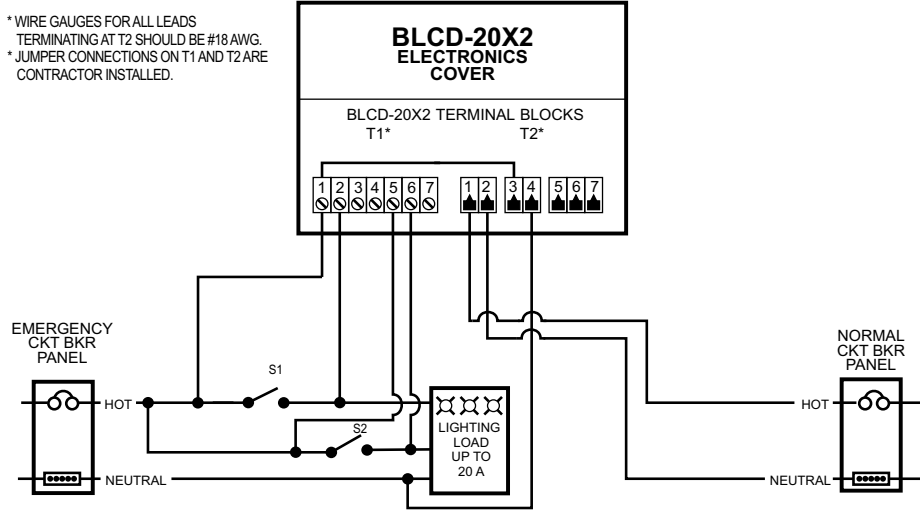 * WIRE GAUGES FOR ALL LEADS
TERMINATING AT T2 SHOULD BE #18 AWG.
* JUMPER CONNECTIONS ON T1 AND T2 ARE
CONTRACTOR INSTALLED.
BLCD-20X2
ELECTRONICS
COVER
BLCD-20X2 TERMINAL BLOCKS
T1* T2*
1 2 3 4 5 6 7 1 2 3 4 5 6 7
EMERGENCY
CKT BKR
PANEL
NORMAL
CKT BKR
PANEL
S1
HOT
HOT
S2
LIGHTING
LOAD
UP TO
20 A
NEUTRAL
NEUTRAL